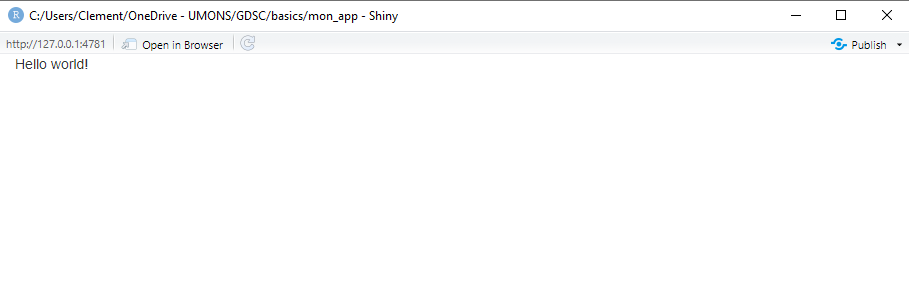 R C:/Users/Clement/OneDrive - UMONS/GDSC/basics/mon_app - Shiny
http://127.0.0.1:4781 Open in Browser Publish
Hello world!